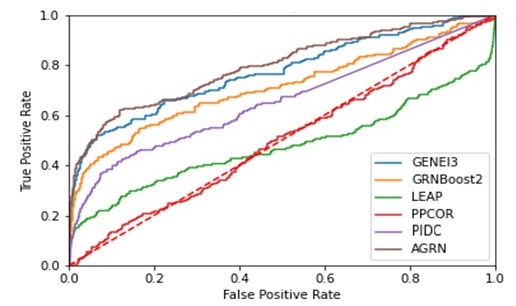 1.0
0.8
0.6
0.4
0.2
0.0
True Positive Rate
0.0 0.2 0.4 0.6 0.8 1.0
False Positive Rate
GENEI3
GRNBoost2
LEAP
PPCOR
PIDC
AGRN